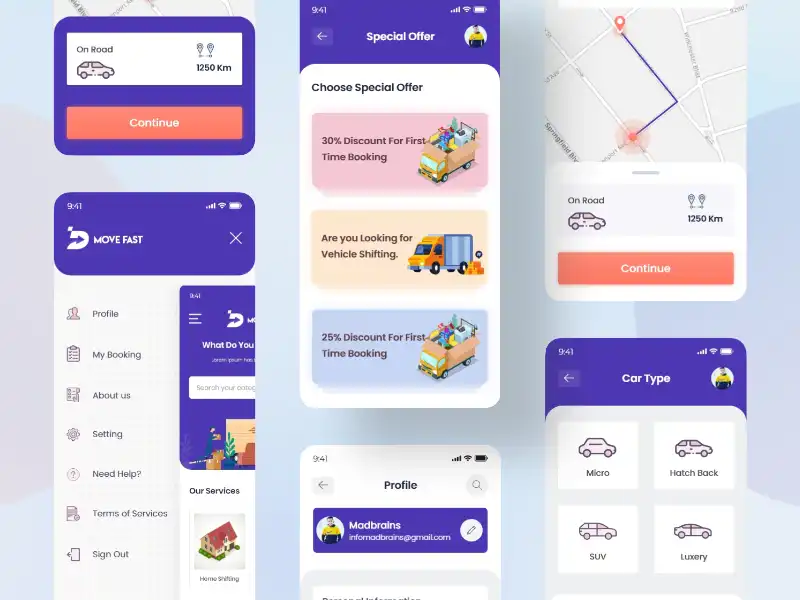 On Road
1250 Km
Continue
9:41
MOVE FAST
Profile
My Booking
About us
Setting
Need Help?
Terms of Services
Sign Out
9:41
What Do You
Search your categ
Our Services
Home Shifting
9:41
Special Offer
Choose Special Offer
30% Discount For First
Time Booking
Are you Looking for
Vehicle Shifting.
25% Discount For First
Time Booking
9:41
Profile
Madbrains
infomadbrains@gmail.com
Personal Information
Springfield Blv
On Road
1250 Km
Continue
9:41
Car Type
Micro
Hatch Back
SUV
Luxery